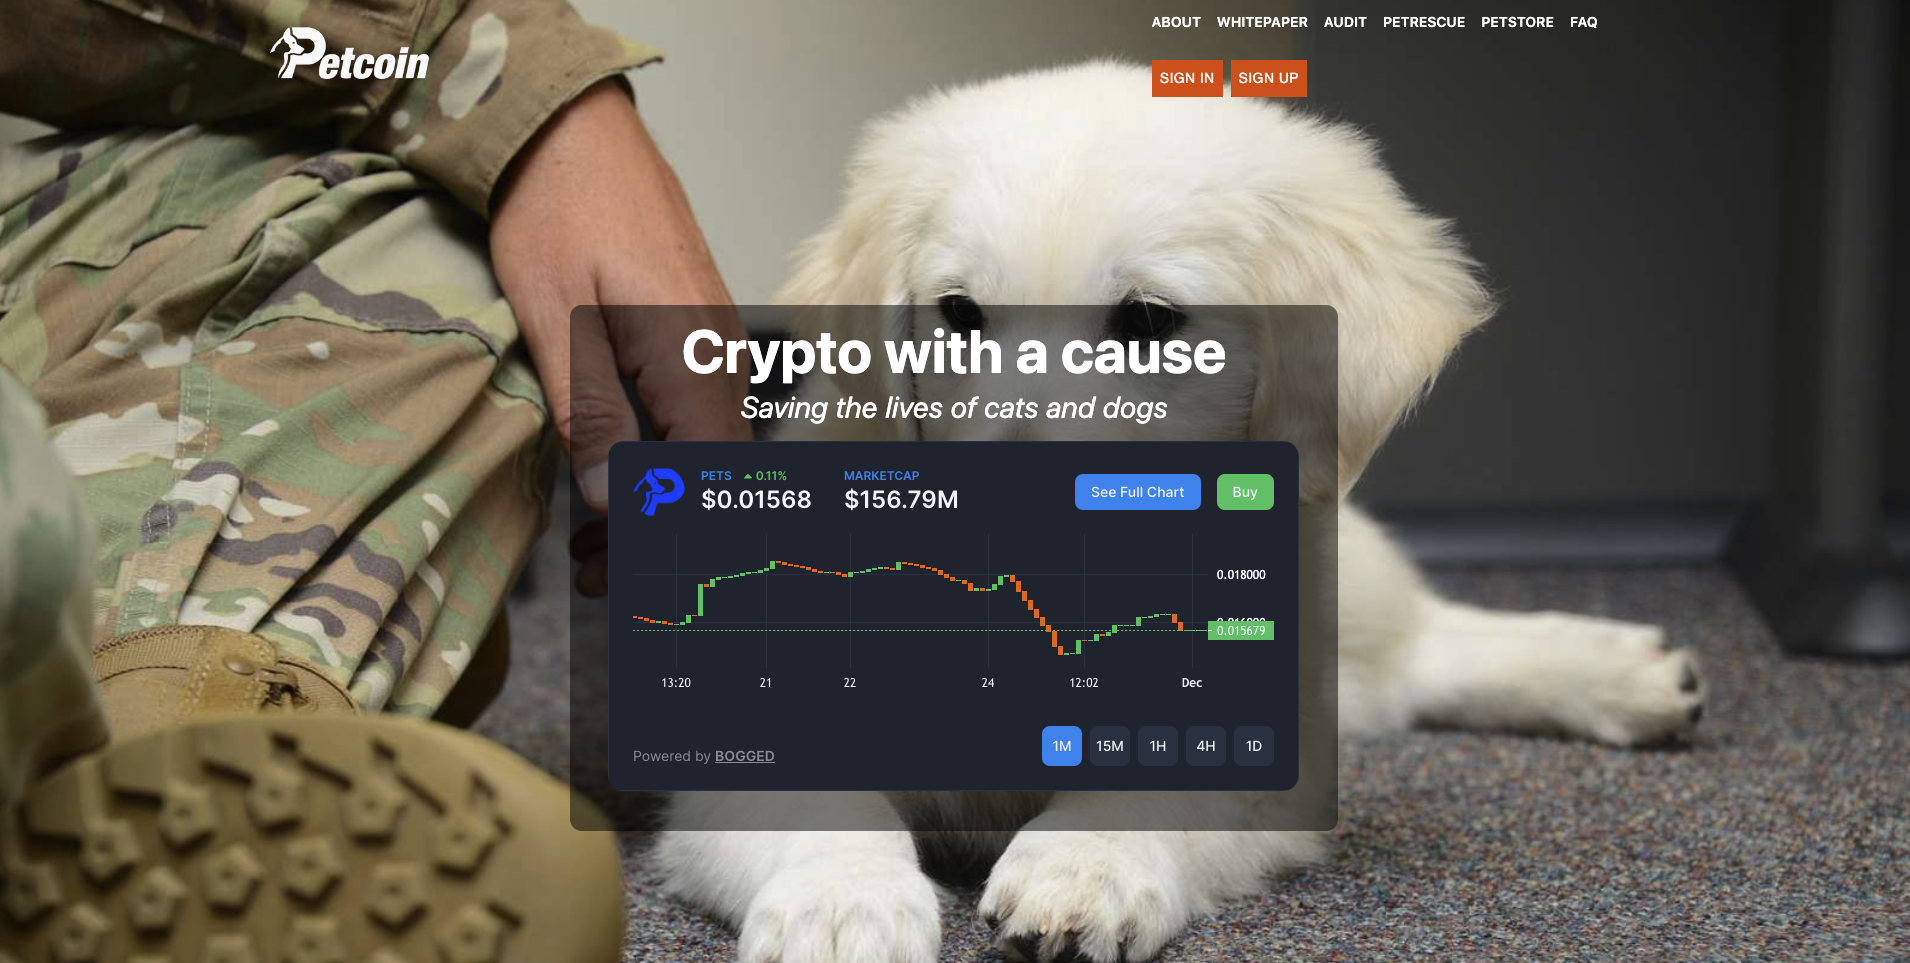 Petcoin
ABOUT WHITEPAPER AUDIT PETRESCUE PETSTORE FAQ
SIGN IN SIGN UP
Crypto with a cause
Saving the lives of cats and dogs
PETS 0.11% MARKETCAP
$0.01568 $156.79M
See Full Chart Buy
0.018000
0.015679
13:20 21 22 24 12:02 Dec
1M 15M 1H 4H 1D
Powered by BOGGED